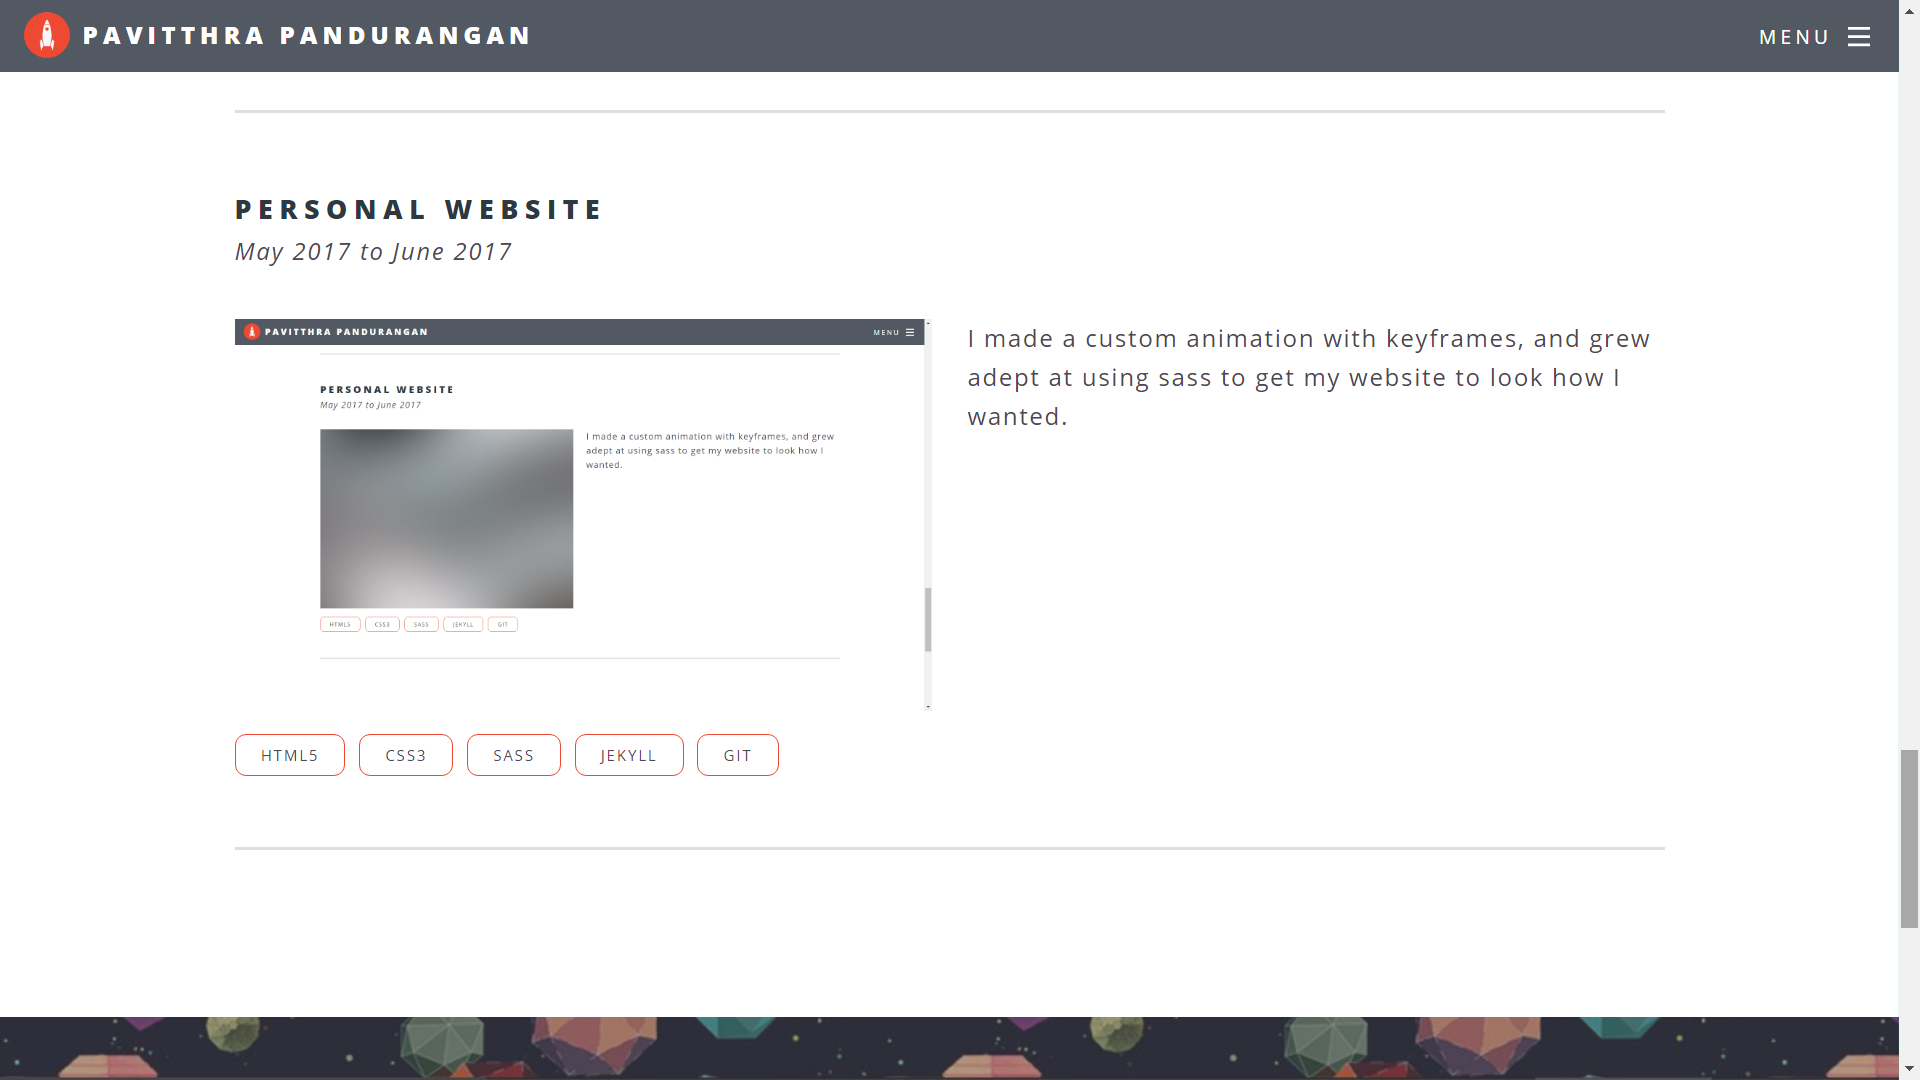 PAVITTHRA PANDURANGAN
MENU
PERSONAL WEBSITE
May 2017 to June 2017
PAVITTHRA PANDURANGAN
MENU
PERSONAL WEBSITE
May 2017 to June 2017
I made a custom animation with keyframes, and grew
adept at using sass to get my website to look how I
wanted.
HTML5 CSS3 SASS JEKYLL GIT
I made a custom animation with keyframes, and grew
adept at using sass to get my website to look how I
wanted.
HTML5 CSS3 SASS JEKYLL GIT